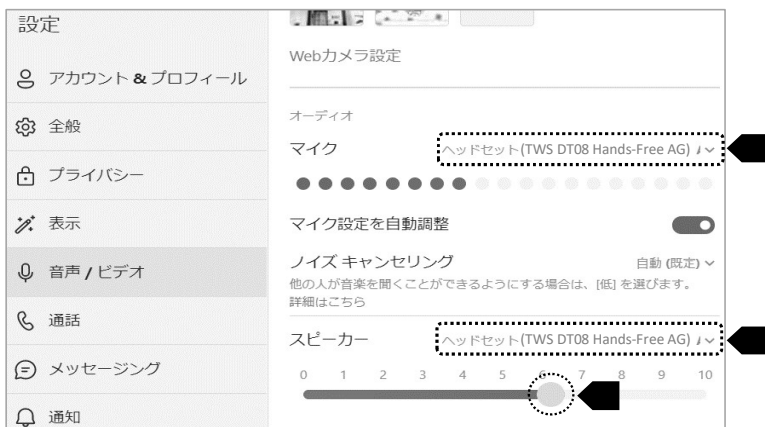 設定
アカウント & プロフィール
全般
プライバシー
表示
音声 / ビデオ
通話
メッセージング
通知
Webカメラ設定
オーディオ
マイク
ヘッドセット(TWS DT08 Hands-Free AG)
マイク設定を自動調整
ノイズ キャンセリング
自動 (既定)
他の人が音楽を聞くことができるようにする場合は、[低] を選びます。
詳細はこちら
スピーカー
ヘッドセット(TWS DT08 Hands-Free AG)
0 1 2 3 4 5 6 7 8 9 10